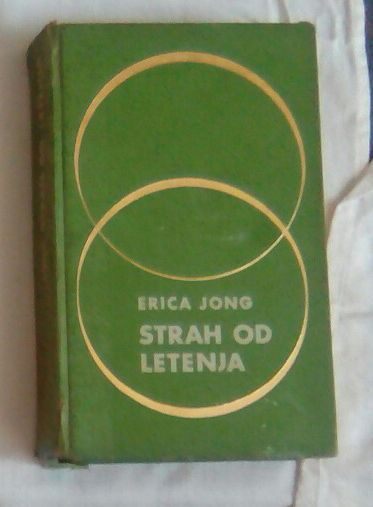 ERICA JONG
STRAH OD
LETENJA